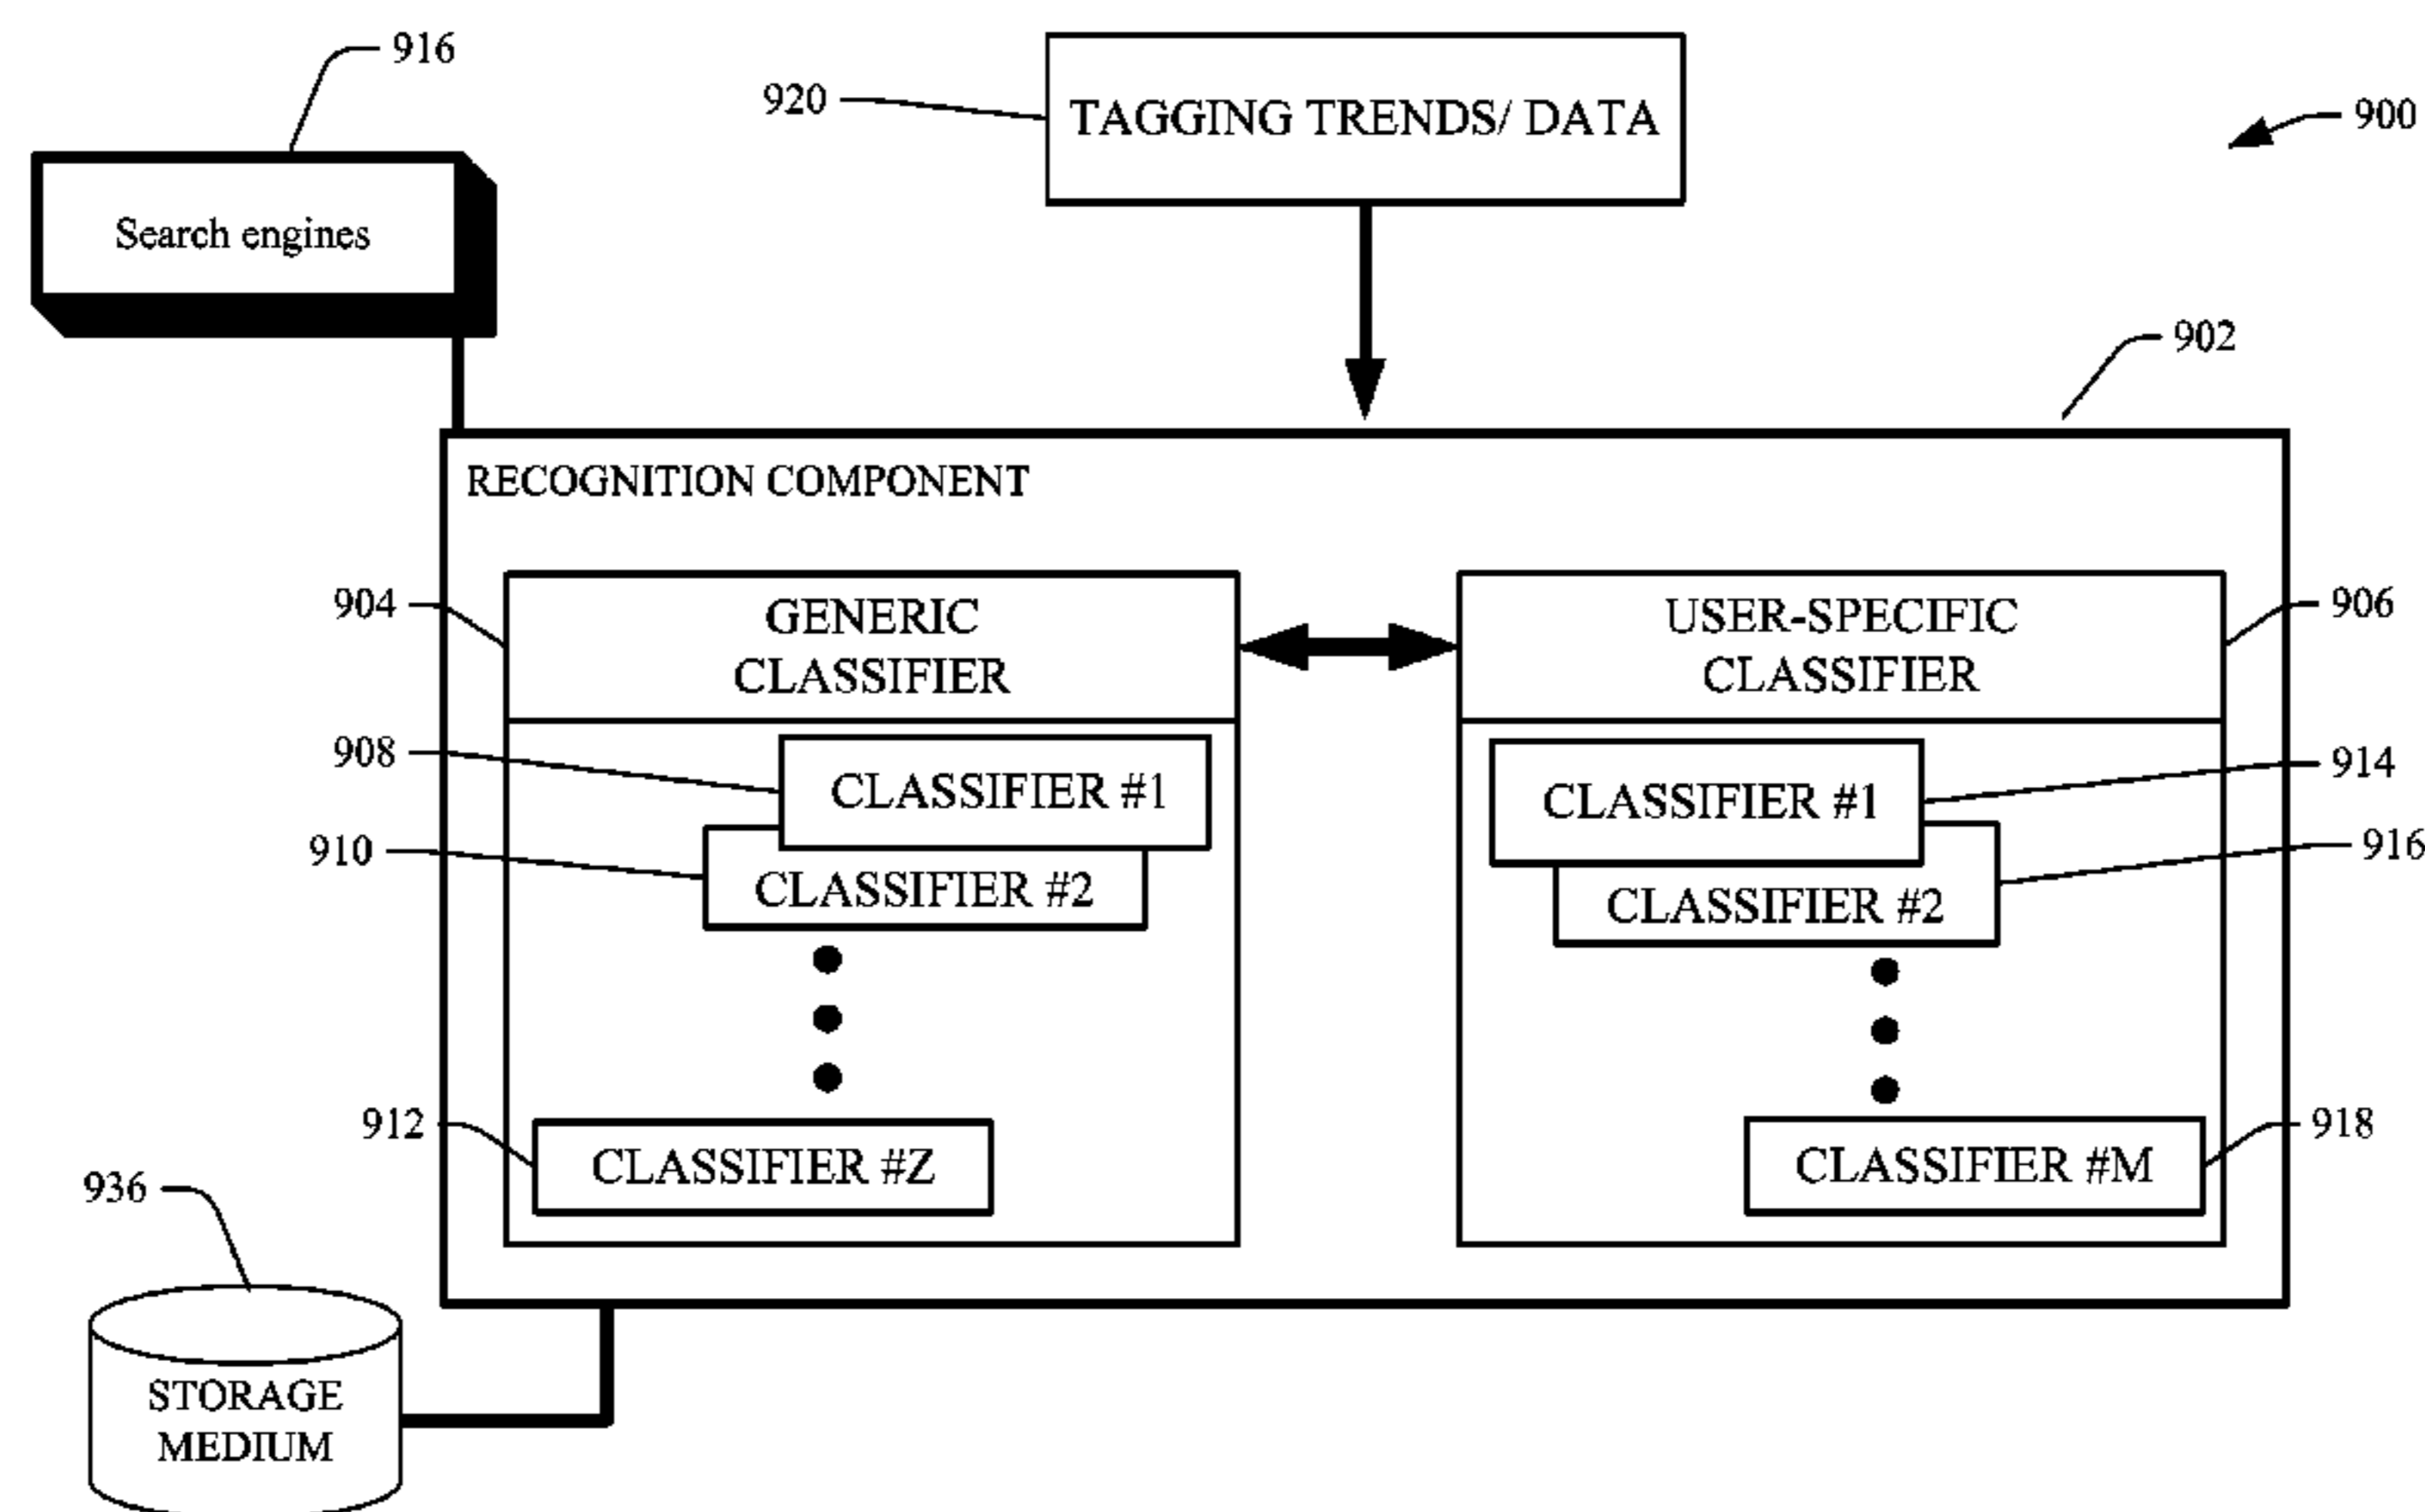 916
920
TAGGING TRENDS/ DATA
900
Search engines
902
RECOGNITION COMPONENT
904
GENERIC
CLASSIFIER
USER-SPECIFIC
CLASSIFIER
906
908
CLASSIFIER #1
910
CLASSIFIER #2
CLASSIFIER #1
914
CLASSIFIER #2
916
912
CLASSIFIER #Z
CLASSIFIER #M
918
936
STORAGE
MEDIUM